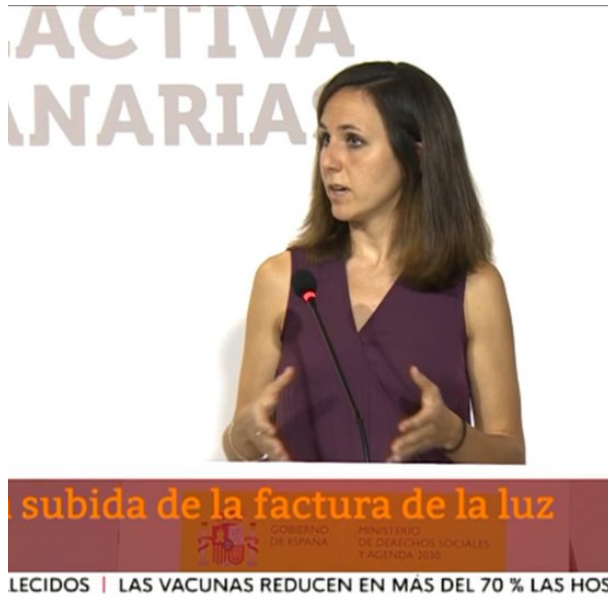 ACTIVA
NARIAS
subida de la factura de la luz
GOBIERNO
DE ESPAÑA
MINISTERIO
DE DERECHOS SOCIALES
Y AGENDA 2030
LECIDOS | LAS VACUNAS REDUCEN EN MÁS DEL 70 % LAS HOS